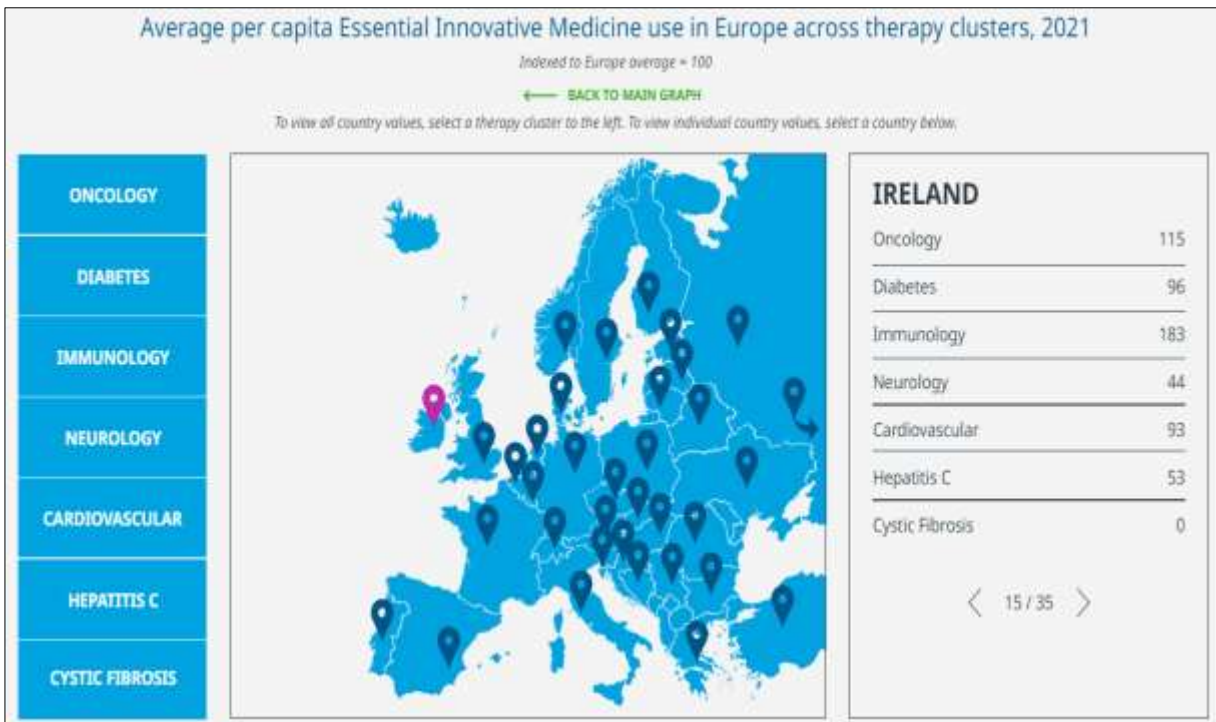 Average per capita Essential Innovative Medicine use in Europe across therapy clusters, 2021
Indexed to Europe average = 100
BACK TO MAIN GRAPH
To view all country values, select a therapy cluster to the left. To view individual country values, select a country below.
ONCOLOGY
DIABETES
IMMUNOLOGY
NEUROLOGY
CARDIOVASCULAR
HEPATITIS C
CYSTIC FIBROSIS
IRELAND
Oncology 115
Diabetes 96
Immunology 183
Neurology 44
Cardiovascular 93
Hepatitis C 53
Cystic Fibrosis 0
15 / 35